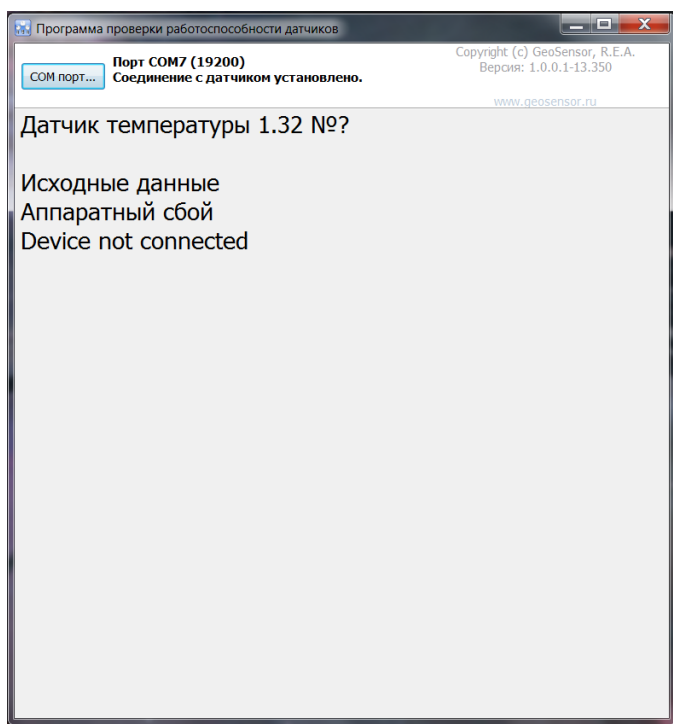 Программа проверки работоспособности датчиков
COM порт...
Порт COM7 (19200)
Соединение с датчиком установлено.
Copyright (c) GeoSensor, R.E.A.
Версия: 1.0.0.1-13.350
www.geosensor.ru
Датчик температуры 1.32 №?
Исходные данные
Аппаратный сбой
Device not connected